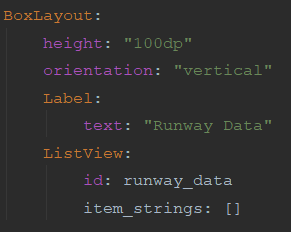 BoxLayout:
    height: "100dp"
    orientation: "vertical"
    Label:
        text: "Runway Data"
    ListView:
        id: runway_data
        item_strings: []